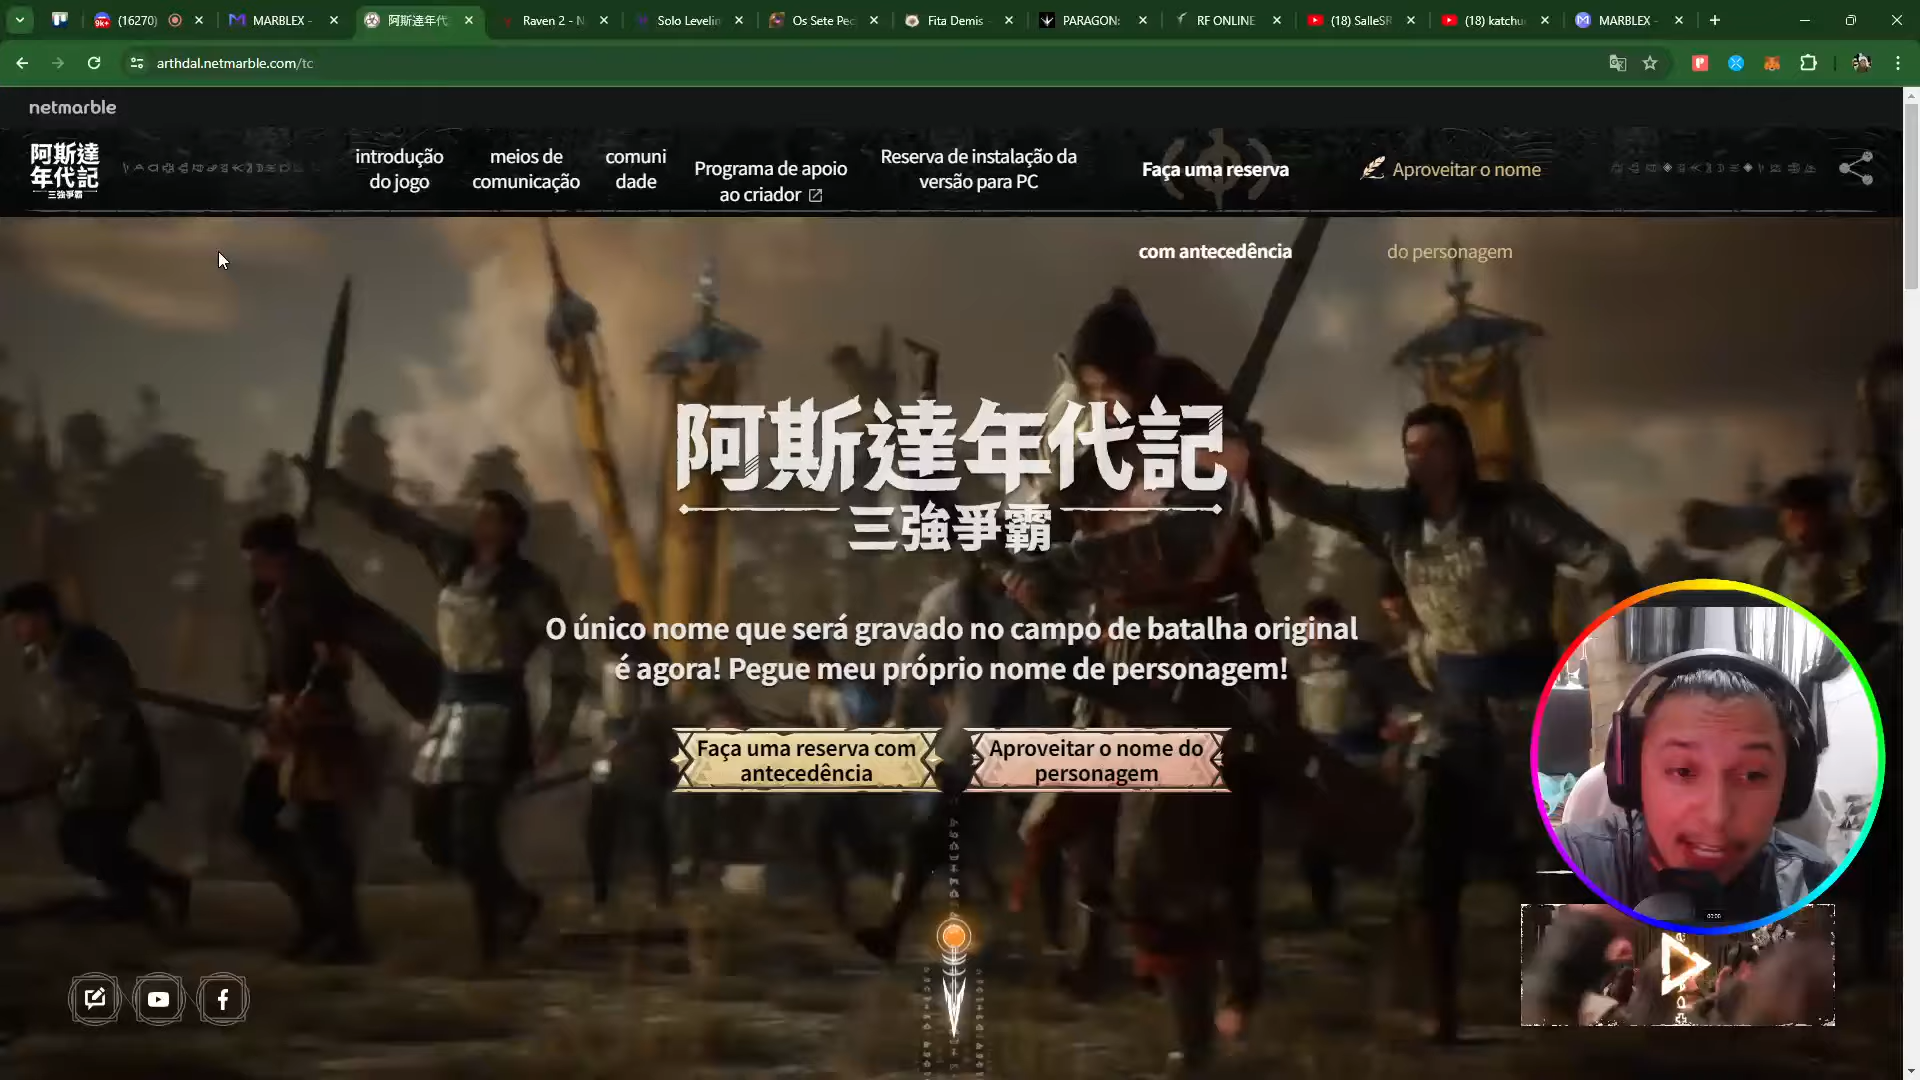 (16270)
MARBLEX -
阿斯達年代
Raven 2 - N
Solo Levelin
Os Sete Pec
Fita Demis
PARAGON:
RF ONLINE
(18) SalleSR
(18) katchu
MARBLEX -
arthdal.netmarble.com/tc
netmarble
阿斯達
年代記
三強爭霸
introdução
do jogo
meios de
comunicação
comuni
dade
Programa de apoio
ao criador
Reserva de instalação da
versão para PC
Faça uma reserva
com antecedência
Aproveitar o nome
do personagem
阿斯達年代記
三強爭霸
O único nome que será gravado no campo de batalha original
é agora! Pegue meu próprio nome de personagem!
Faça uma reserva com
antecedência
Aproveitar o nome do
personagem